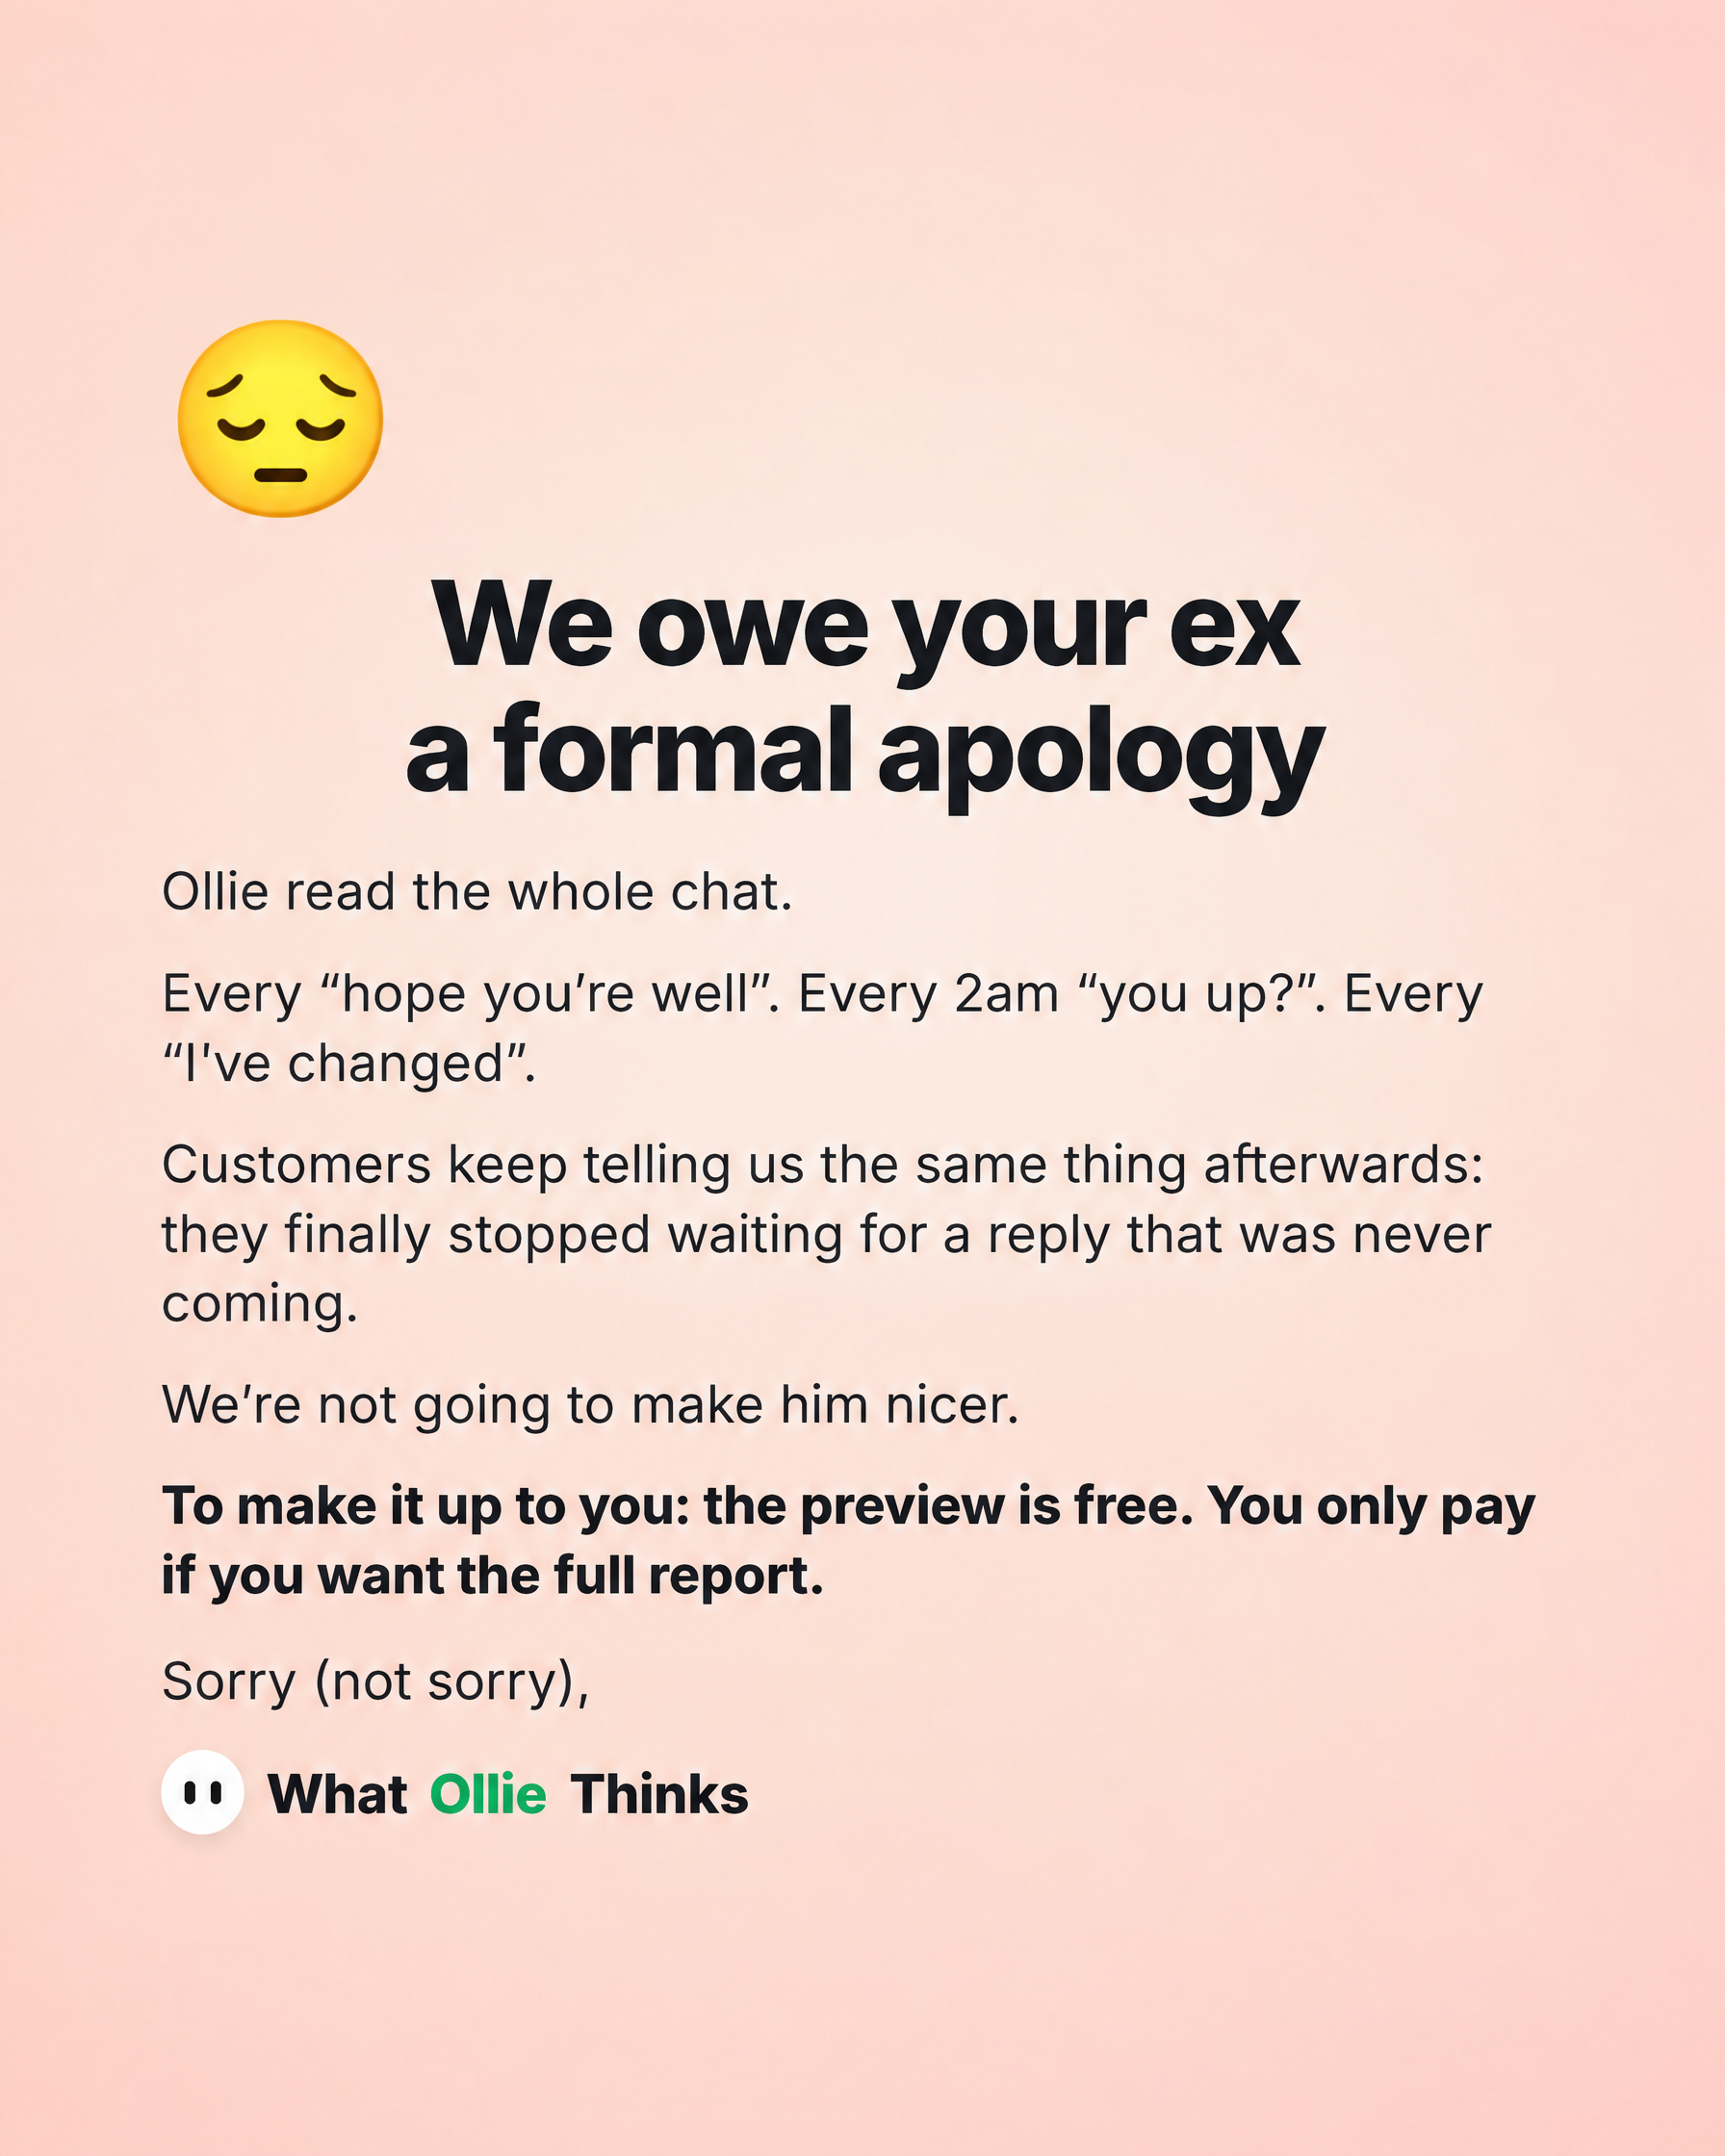 We owe your ex
a formal apology
Ollie read the whole chat.
Every “hope you’re well”. Every 2am “you up?”. Every
“I've changed”.
Customers keep telling us the same thing afterwards:
they finally stopped waiting for a reply that was never
coming.
We’re not going to make him nicer.
To make it up to you: the preview is free. You only pay
if you want the full report.
Sorry (not sorry),
What Ollie Thinks